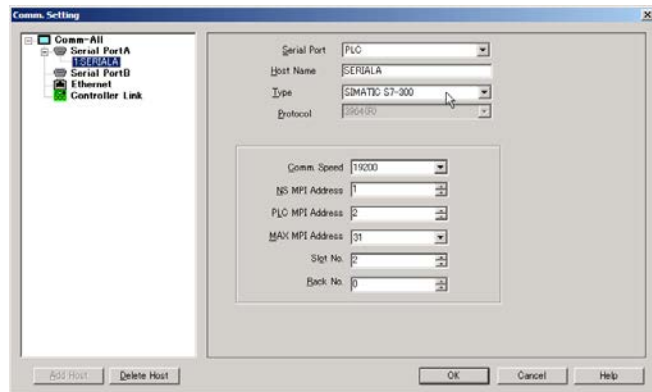 Comm. Setting
Comm-All
Serial PortA
1:SERIALA
Serial PortB
Ethernet
Controller Link
Serial Port PLC
Host Name SERIALA
Type SIMATIC S7-300
Protocol 3964(R)
Comm. Speed 19200
NS MPI Address 1
PLC MPI Address 2
MAX MPI Address 31
Slot No. 2
Rack No. 0
Add Host
Delete Host
OK
Cancel
Help